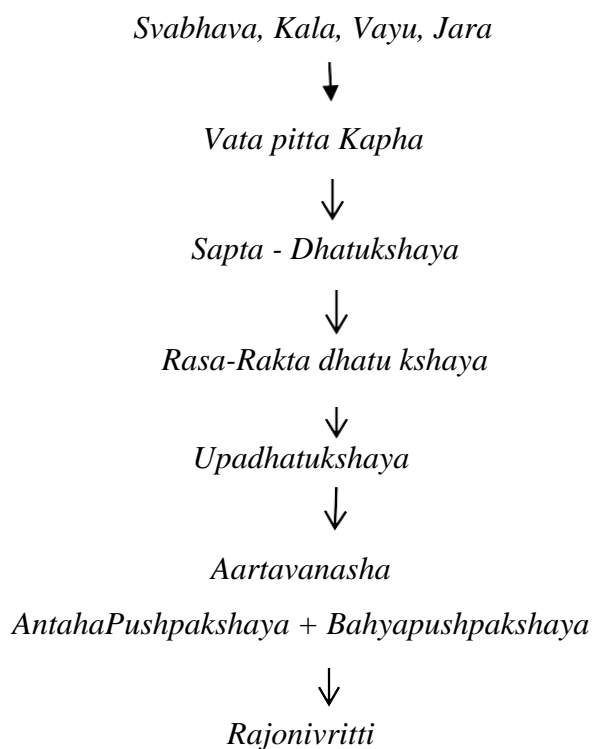 Svabhava, Kala, Vayu, Jara
Vata pitta Kapha
Sapta - Dhatukshaya
Rasa-Rakta dhatu kshaya
Upadhatukshaya
Aartavanasha
AntahaPushpakshaya + Bahyapushpakshaya
Rajonivritti